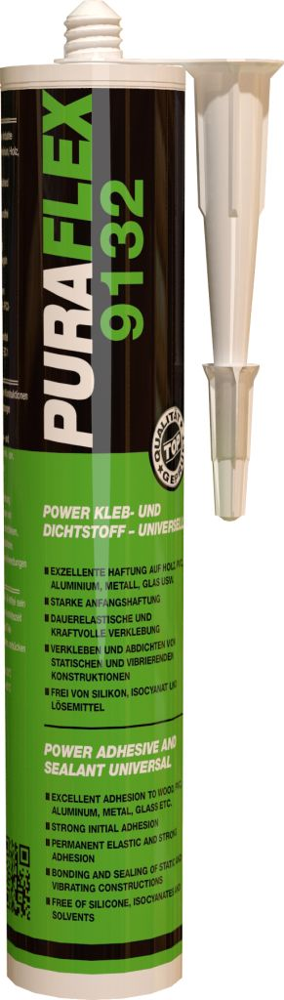 PURAFLEX
9132
QUALITÄT
TOP
POWER KLEB- UND
DICHTSTOFF – UNIVERSELL
EXZELLENTE HAFTUNG AUF HOLZ, PVC,
ALUMINIUM, METALL, GLAS USW.
STARKE ANFANGSHAFTUNG
DAUERELASTISCHE UND
KRAFTVOLLE VERKLEBUNG
VERKLEBEN UND ABDICHTEN VON
STATISCHEN UND VIBRIERENDEN
KONSTRUKTIONEN
FREI VON SILIKON, ISOCYANAT UND
LÖSEMITTEL
POWER ADHESIVE AND
SEALANT UNIVERSAL
EXCELLENT ADHESION TO WOOD, PVC,
ALUMINUM, METAL, GLASS ETC.
STRONG INITIAL ADHESION
PERMANENT ELASTIC AND STRONG
ADHESION
BONDING AND SEALING OF STATIC AND
VIBRATING CONSTRUCTIONS
FREE OF SILICONE, ISOCYANATES AND
SOLVENTS